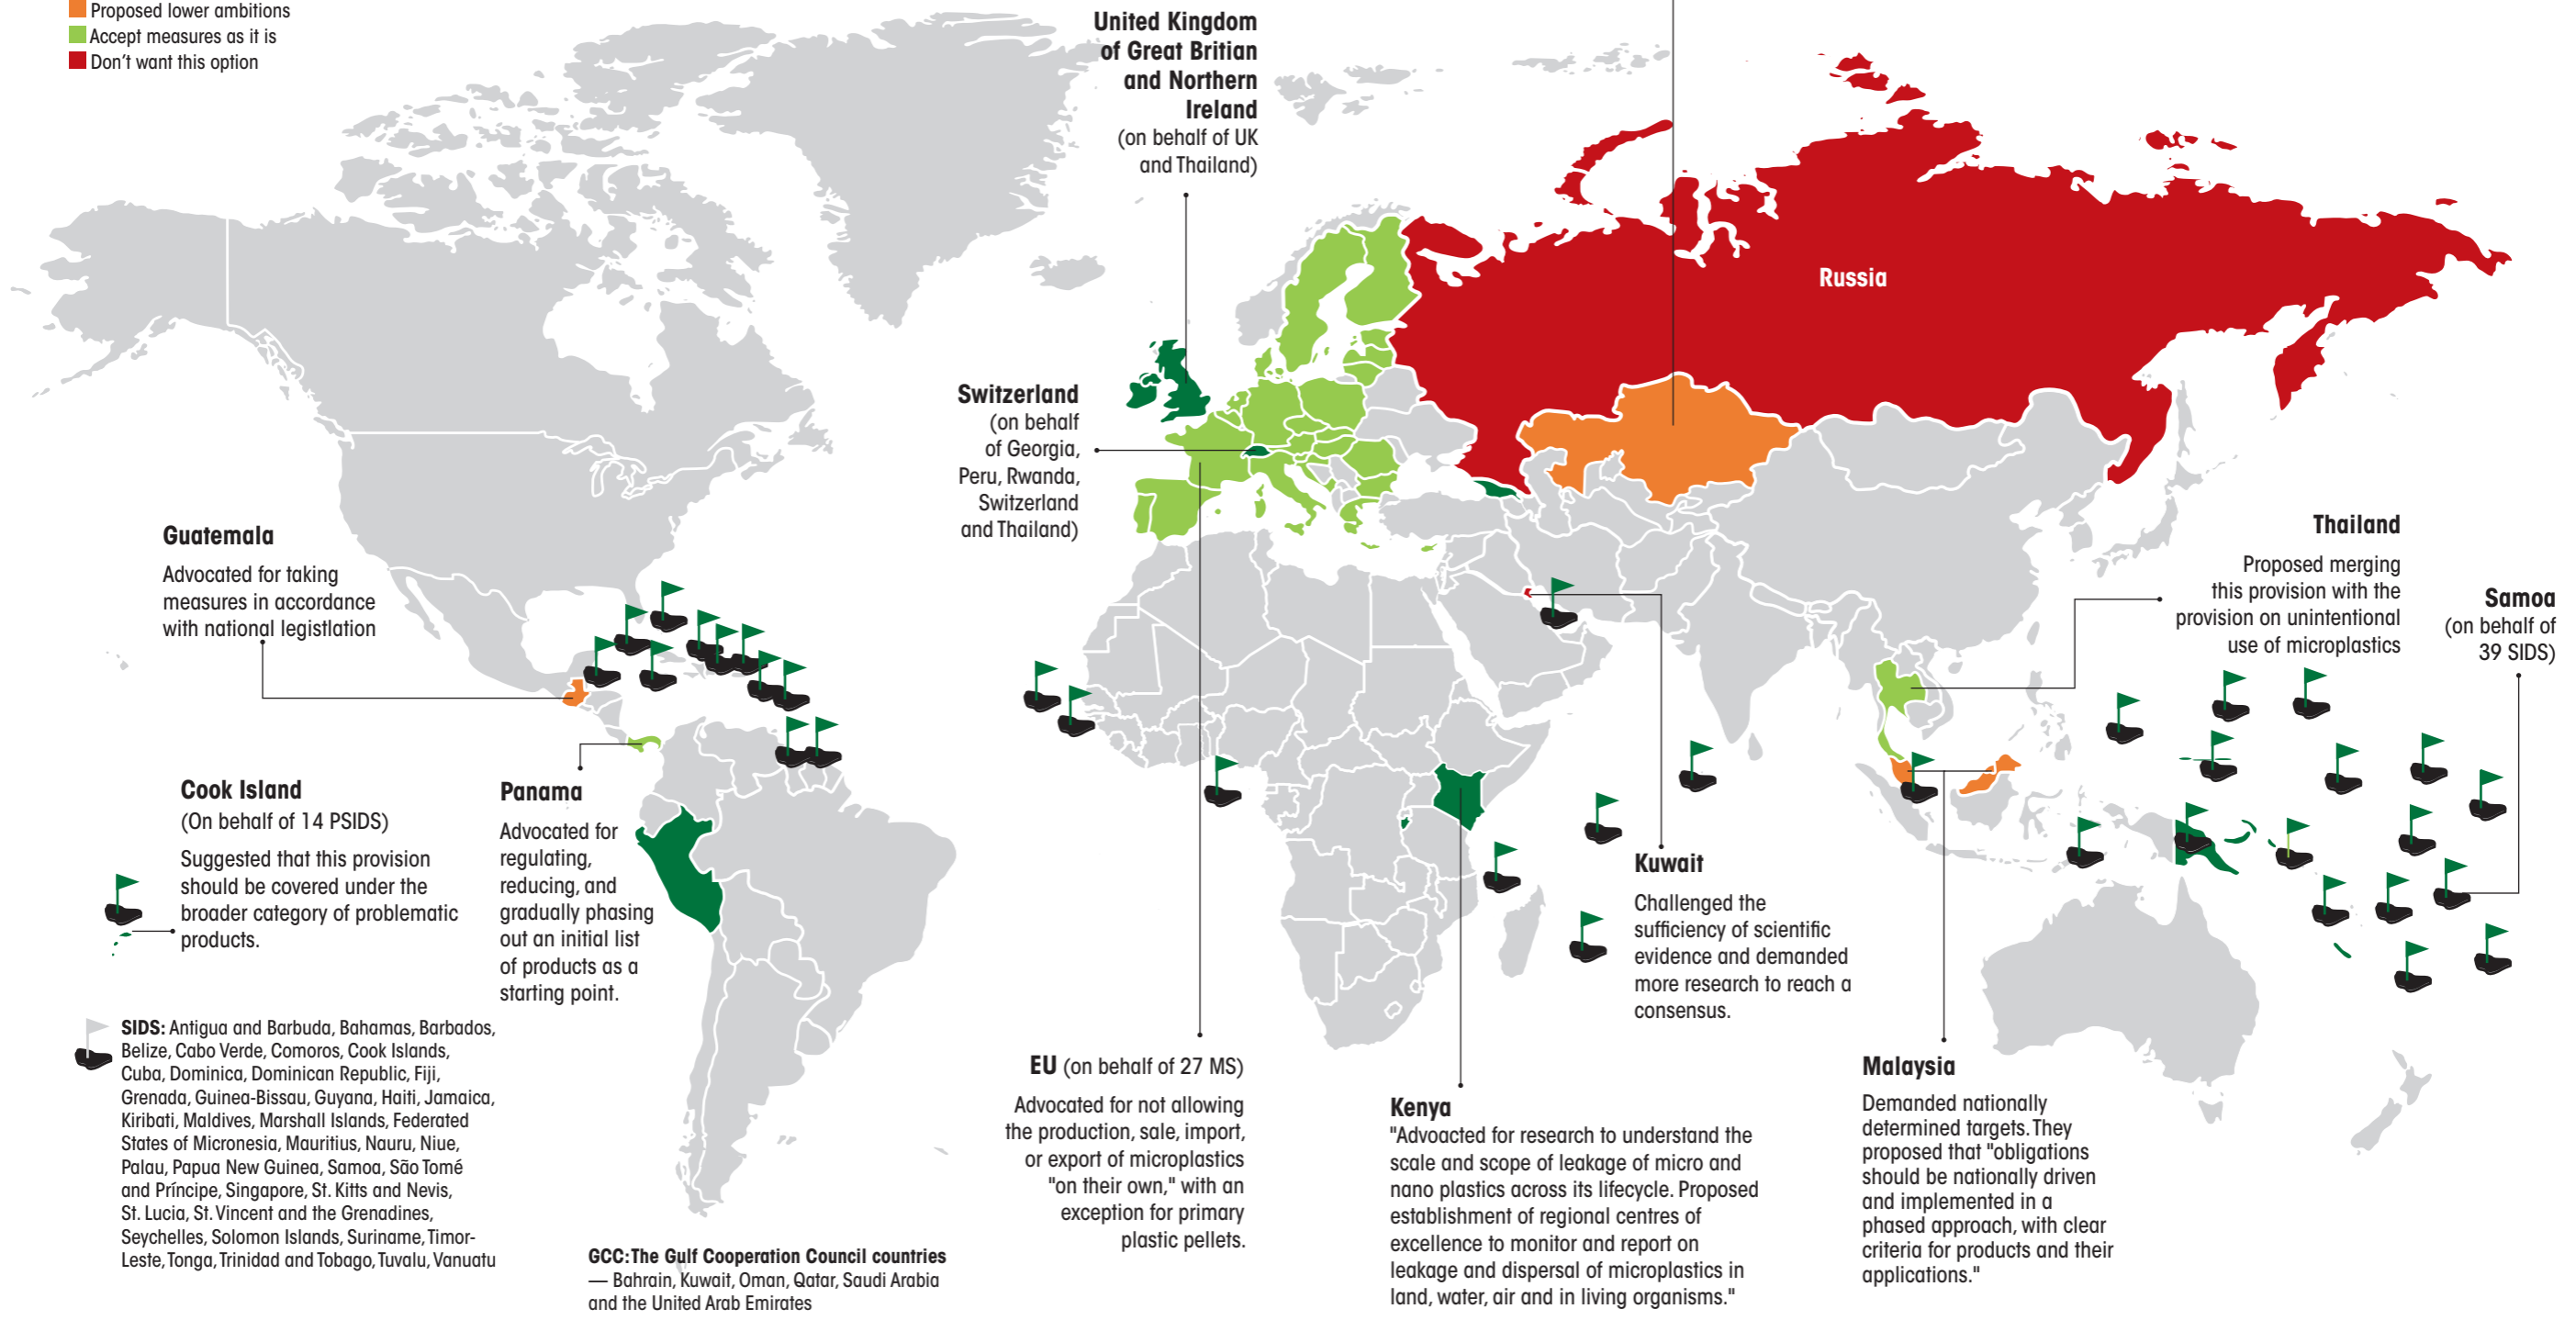 Proposed lower ambitions
Accept measures as it is
Don't want this option
United Kingdom
of Great Britian
and Northern
Ireland
(on behalf of UK
and Thailand)
Russia
Switzerland
(on behalf
of Georgia,
Peru, Rwanda,
Switzerland
and Thailand)
Guatemala
Advocated for taking
measures in accordance
with national legistlation
Thailand
Proposed merging
this provision with the
provision on unintentional
use of microplastics
Samoa
(on behalf of
39 SIDS)
Cook Island
(On behalf of 14 PSIDS)
Suggested that this provision
should be covered under the
broader category of problematic
products.
Panama
Advocated for
regulating,
reducing, and
gradually phasing
out an initial list
of products as a
starting point.
Kuwait
Challenged the
sufficiency of scientific
evidence and demanded
more research to reach a
consensus.
SIDS: Antigua and Barbuda, Bahamas, Barbados,
Belize, Cabo Verde, Comoros, Cook Islands,
Cuba, Dominica, Dominican Republic, Fiji,
Grenada, Guinea-Bissau, Guyana, Haiti, Jamaica,
Kiribati, Maldives, Marshall Islands, Federated
States of Micronesia, Mauritius, Nauru, Niue,
Palau, Papua New Guinea, Samoa, São Tomé
and Príncipe, Singapore, St. Kitts and Nevis,
St. Lucia, St. Vincent and the Grenadines,
Seychelles, Solomon Islands, Suriname, Timor-
Leste, Tonga, Trinidad and Tobago, Tuvalu, Vanuatu
GCC: The Gulf Cooperation Council countries
— Bahrain, Kuwait, Oman, Qatar, Saudi Arabia
and the United Arab Emirates
EU (on behalf of 27 MS)
Advocated for not allowing
the production, sale, import,
or export of microplastics
"on their own," with an
exception for primary
plastic pellets.
Kenya
"Advoacted for research to understand the
scale and scope of leakage of micro and
nano plastics across its lifecycle. Proposed
establishment of regional centres of
excellence to monitor and report on
leakage and dispersal of microplastics in
land, water, air and in living organisms."
Malaysia
Demanded nationally
determined targets. They
proposed that "obligations
should be nationally driven
and implemented in a
phased approach, with clear
criteria for products and their
applications."